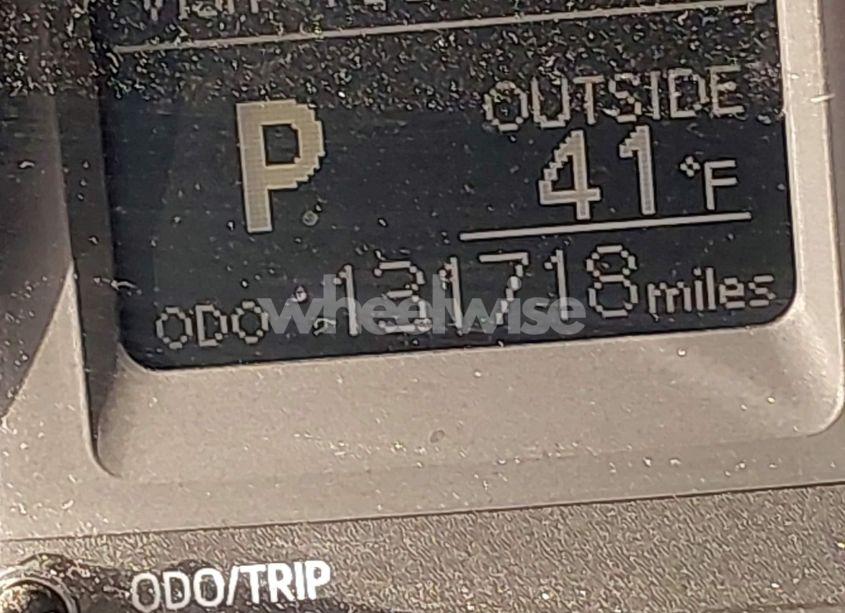 P
OUTSIDE
41 °F
ODO 131718 miles
wheelwise
ODO/TRIP